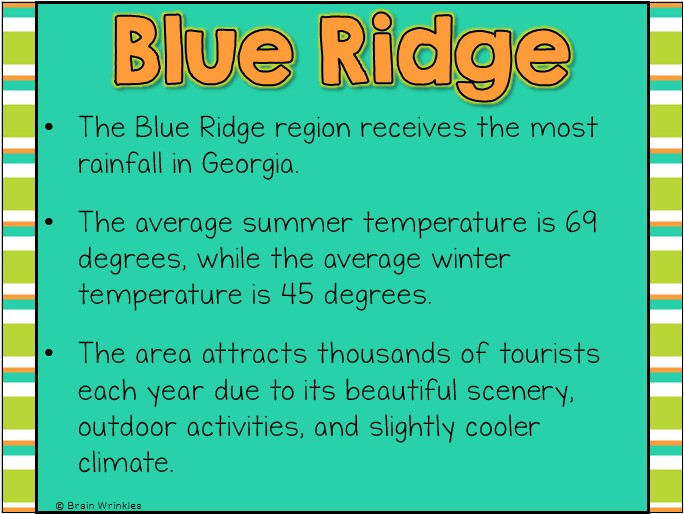 Blue Ridge
• The Blue Ridge region receives the most
rainfall in Georgia.
• The average summer temperature is 69
degrees, while the average winter
temperature is 45 degrees.
• The area attracts thousands of tourists
each year due to its beautiful scenery,
outdoor activities, and slightly cooler
climate.
© Brain Wrinkles